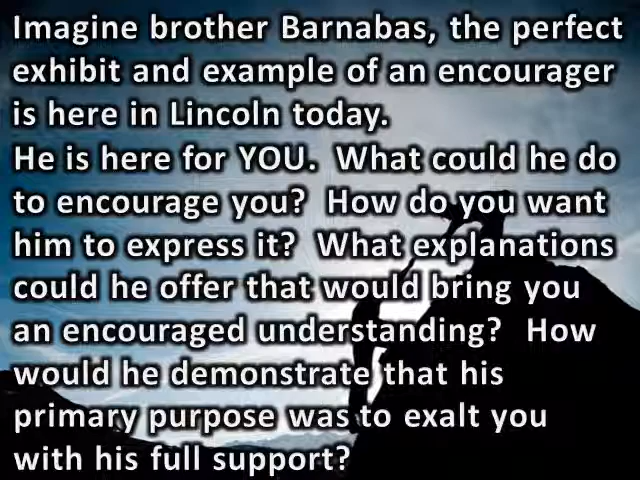 Imagine brother Barnabas, the perfect
exhibit and example of an encourager
is here in Lincoln today.
He is here for YOU.  What could he do
to encourage you?  How do you want
him to express it?  What explanations
could he offer that would bring you
an encouraged understanding?  How
would he demonstrate that his
primary purpose was to exalt you
with his full support?